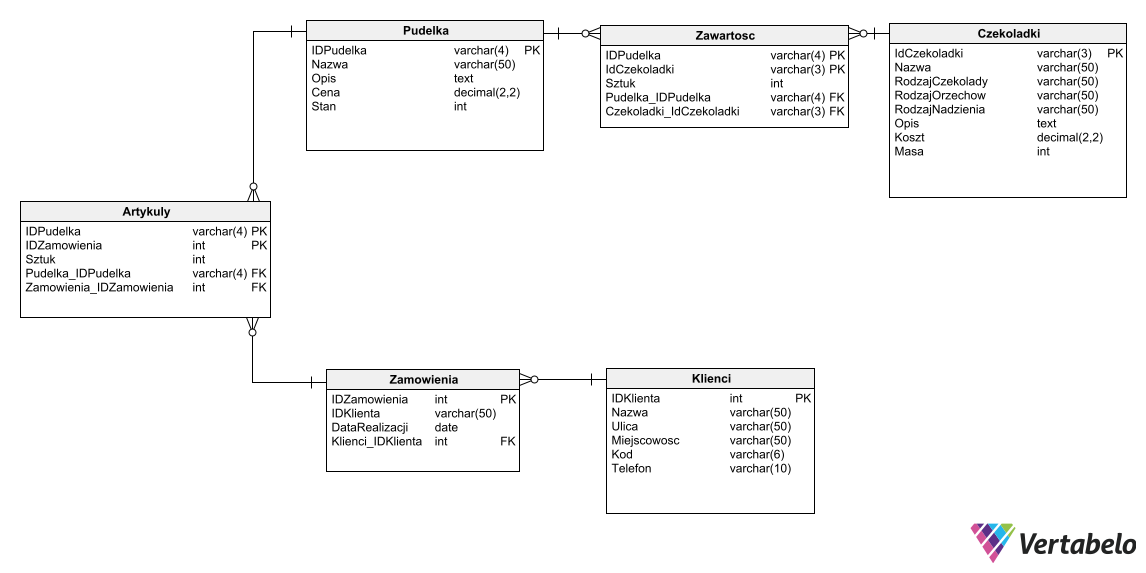 Pudelka
IDPudelka varchar(4) PK
Nazwa varchar(50)
Opis text
Cena decimal(2,2)
Stan int
Zawartosc
IDPudelka varchar(4) PK
IdCzekoladki varchar(3) PK
Sztuk int
Pudelka_IDPudelka varchar(4) FK
Czekoladki_IdCzekoladki varchar(3) FK
Czekoladki
IdCzekoladki varchar(3) PK
Nazwa varchar(50)
RodzajCzekolady varchar(50)
RodzajOrzechow varchar(50)
RodzajNadzienia varchar(50)
Opis text
Koszt decimal(2,2)
Masa int
Artykuly
IDPudelka varchar(4) PK
IDZamowienia int PK
Sztuk int
Pudelka_IDPudelka varchar(4) FK
Zamowienia_IDZamowienia int FK
Zamowienia
IDZamowienia int PK
IDKlienta varchar(50)
DataRealizacji date
Klienci_IDKlienta int FK
Klienci
IDKlienta int PK
Nazwa varchar(50)
Ulica varchar(50)
Miejscowosc varchar(50)
Kod varchar(6)
Telefon varchar(10)
Vertabelo